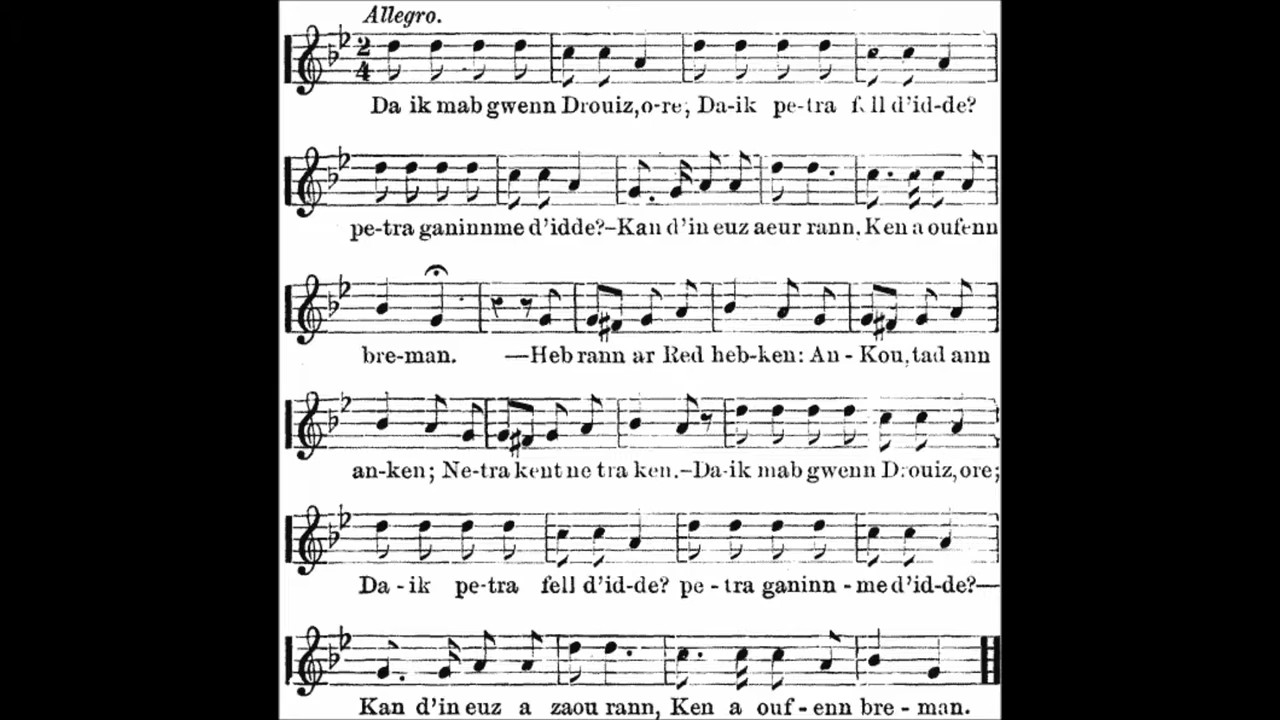 Allegro.
2
4
Da ik mab gwenn Drouiz,o-re; Da-ik pe-tra f ll d'id-de?
pe-tra ganinnme d'idde?–Kan d'in euz aeur rann, Ken a oufenn
bre-man. —Heb rann ar Red heb-ken: An - Kou, tad ann
an-ken; Ne-tra kent ne tra ken.–Da-ik mab gwenn Drouiz,ore;
Da - ik pe-tra fell d'id-de? pe - tra ganinn - me d'id-de?—
Kan d'in euz a zaou rann, Ken a ouf - enn bre - man.